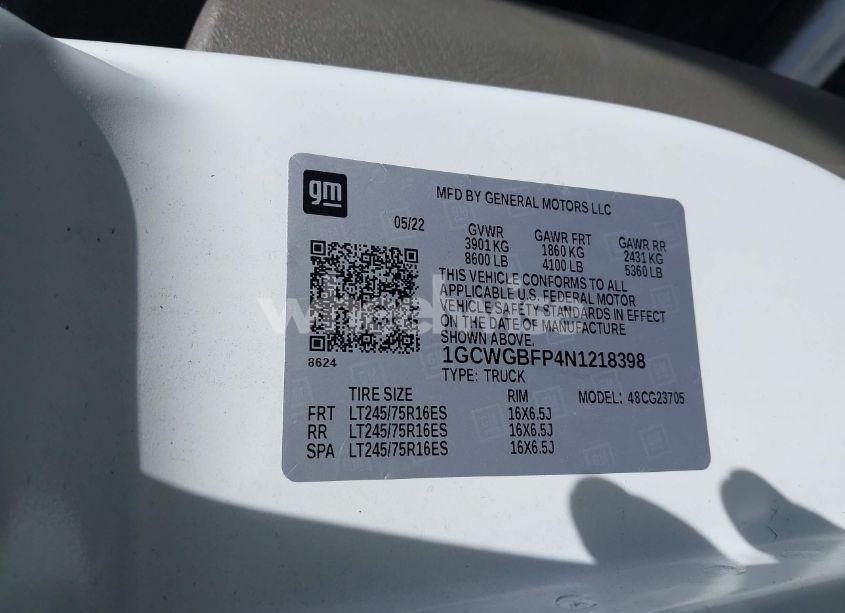 gm
MFD BY GENERAL MOTORS LLC
05/22
GVWR GAWR FRT GAWR RR
3901 KG 1860 KG 2431 KG
8600 LB 4100 LB 5360 LB
THIS VEHICLE CONFORMS TO ALL
APPLICABLE U.S. FEDERAL MOTOR
VEHICLE SAFETY STANDARDS IN EFFECT
ON THE DATE OF MANUFACTURE
SHOWN ABOVE.
8624
1GCWGBFP4N1218398
TYPE: TRUCK
TIRE SIZE RIM MODEL: 48CG23705
FRT LT245/75R16ES 16X6.5J
RR LT245/75R16ES 16X6.5J
SPA LT245/75R16ES 16X6.5J